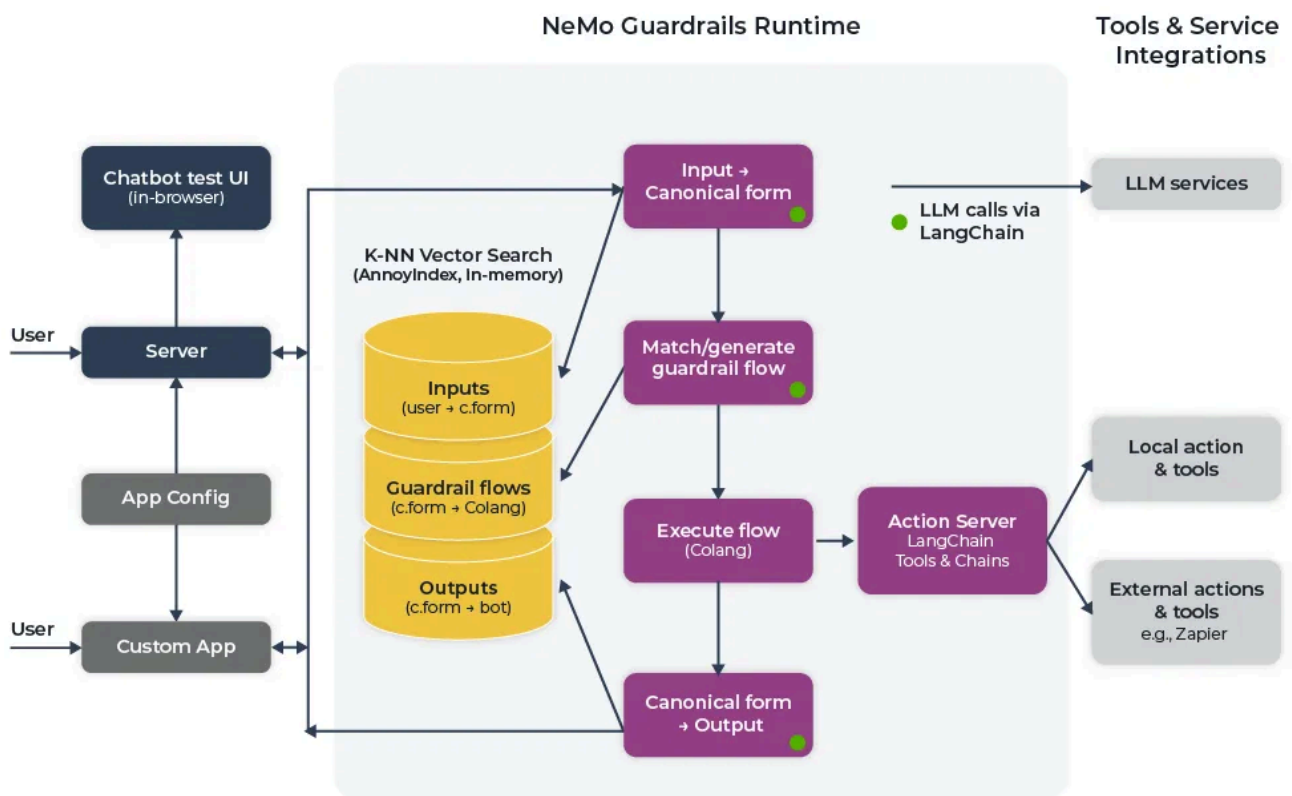 NeMo Guardrails Runtime
Tools & Service
Integrations
Chatbot test UI
(in-browser)
Input →
Canonical form
LLM services
LLM calls via
LangChain
K-NN Vector Search
(AnnoyIndex, In-memory)
User
Server
Match/generate
guardrail flow
Inputs
(user → c.form)
Local action
& tools
App Config
Guardrail flows
(c.form → Colang)
Execute flow
(Colang)
Action Server
LangChain
Tools & Chains
Outputs
(c.form → bot)
External actions
& tools
e.g., Zapier
User
Custom App
Canonical form
→ Output